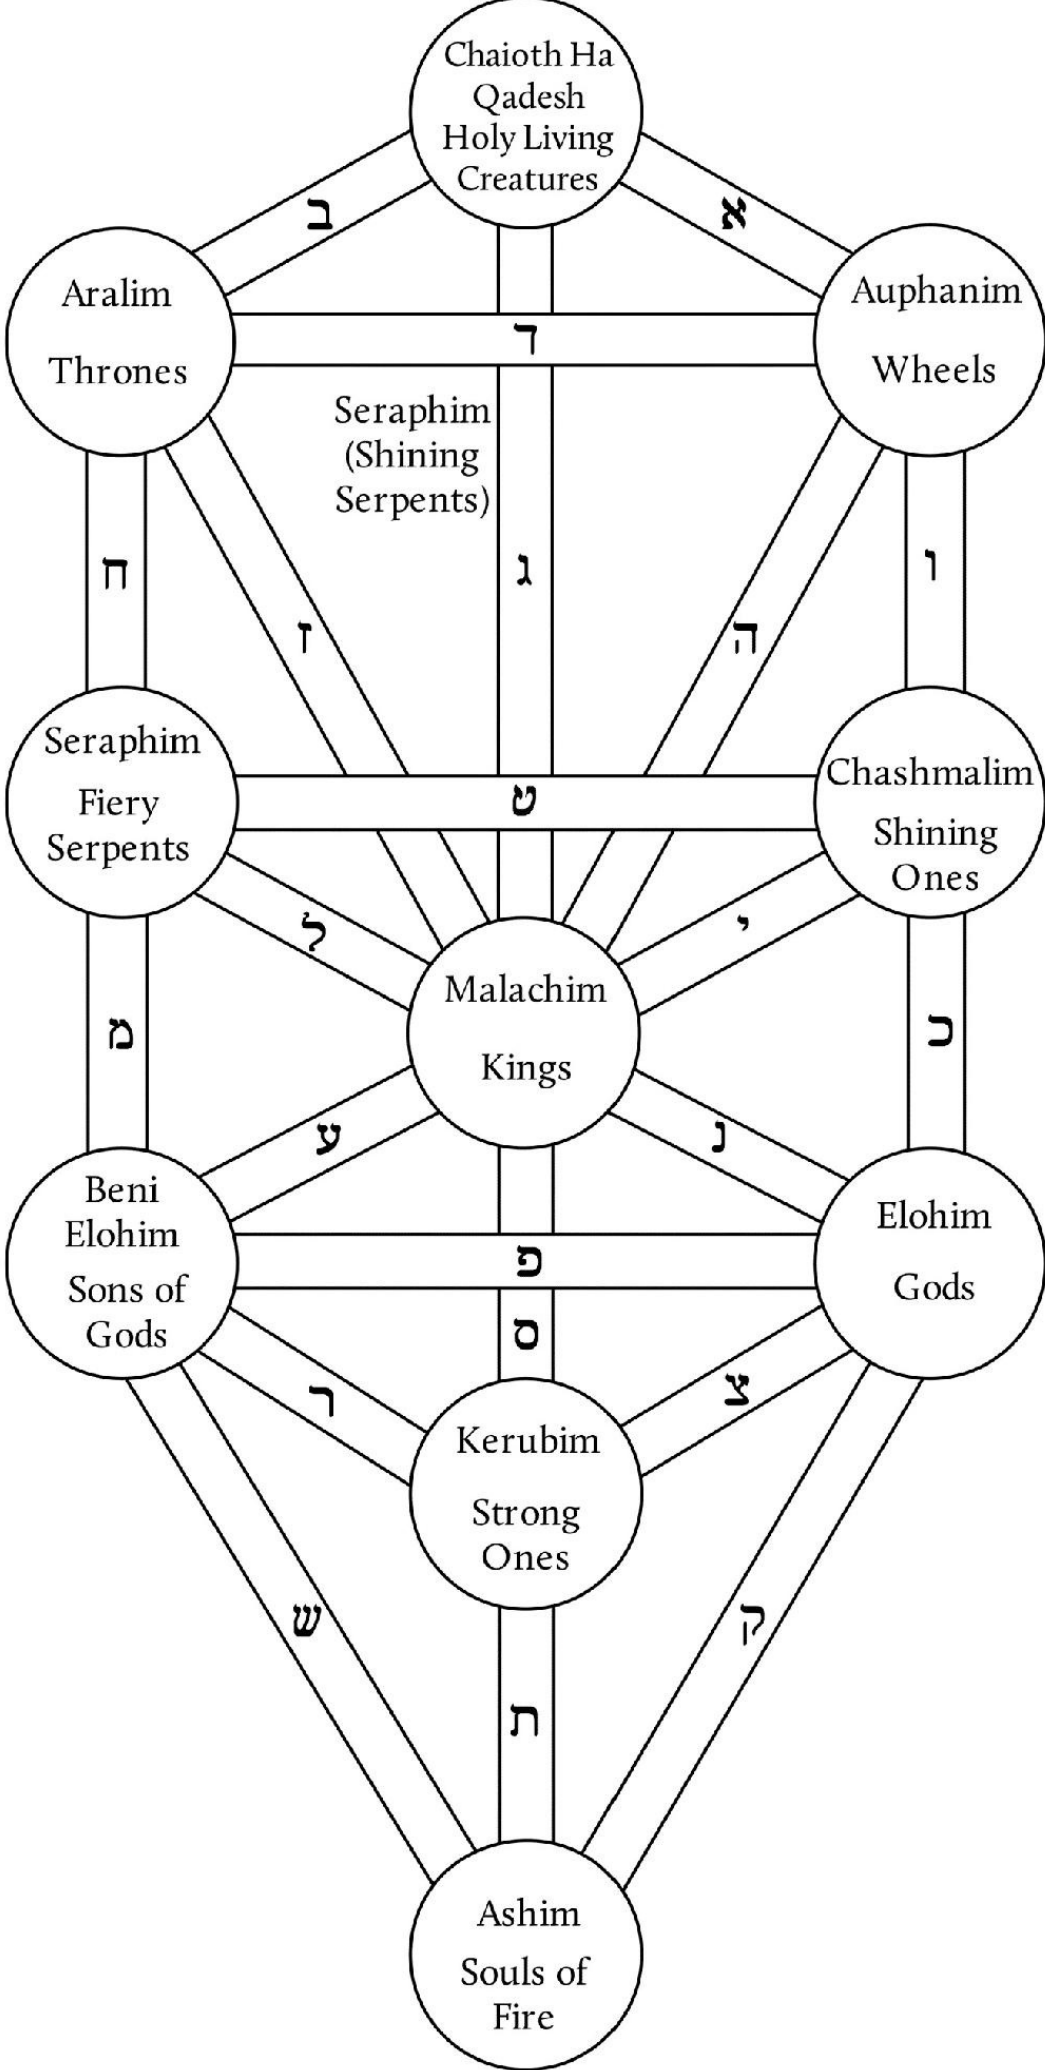 Chaioth Ha
Qadesh
Holy Living
Creatures
ב
א
Aralim
Thrones
Auphanim
Wheels
ד
Seraphim
(Shining
Serpents)
ח
ז
ג
ה
ו
Seraphim
Fiery
Serpents
ט
Chashmalim
Shining
Ones
ל
י
Malachim
Kings
מ
כ
ע
נ
Beni
Elohim
Sons of
Gods
Elohim
Gods
פ
ס
ר
צ
Kerubim
Strong
Ones
ש
ק
ת
Ashim
Souls of
Fire